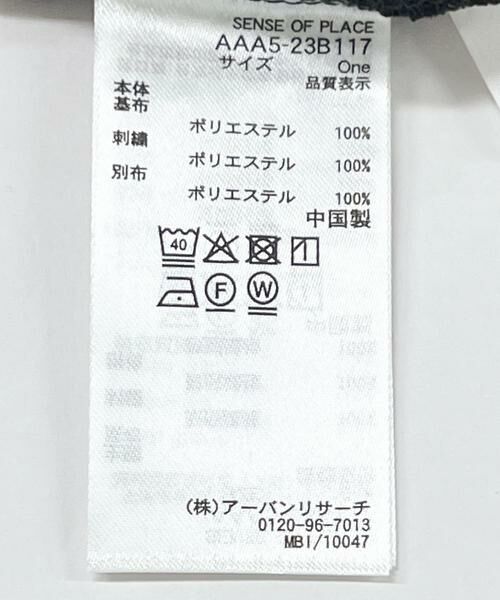 SENSE OF PLACE
AAA5-23B117
サイズ One
品質表示
本体
基布
ポリエステル 100%
刺繍
ポリエステル 100%
別布
ポリエステル 100%
中国製
40
F W
(株)アーバンリサーチ
0120-96-7013
MBI/10047